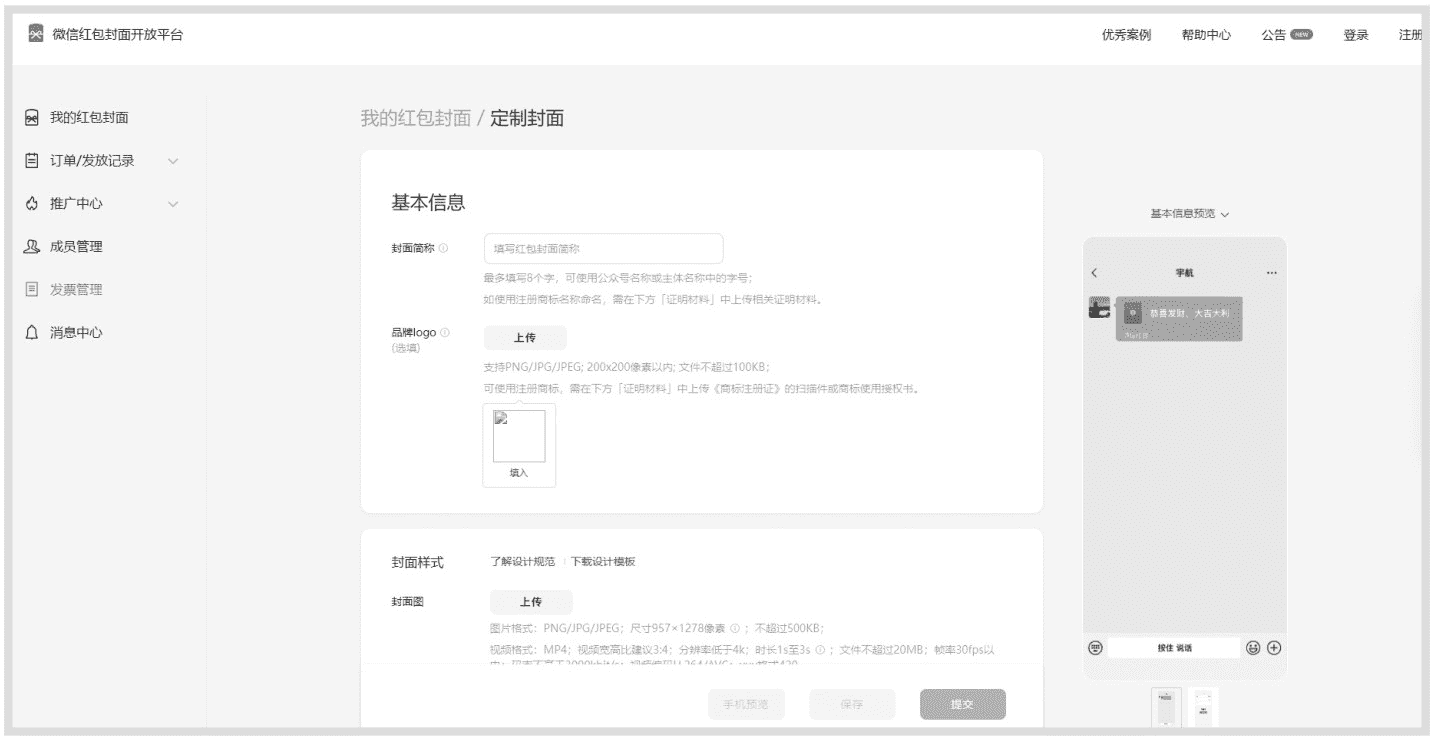 微信红包封面开放平台
优秀案例 帮助中心 公告 NEW 登录 注册
我的红包封面
订单/发放记录
推广中心
成员管理
发票管理
消息中心
我的红包封面 / 定制封面
基本信息
封面简称 填写红包封面简称
最多填写8个字，可使用公众号名称或主体名称中的字号；
如使用注册商标名称命名，需在下方「证明材料」中上传相关证明材料。
品牌logo 上传
(选填)
支持PNG/JPG/JPEG; 200x200像素以内; 文件不超过100KB；
可使用注册商标，需在下方「证明材料」中上传《商标注册证》的扫描件或商标使用授权书。
填入
封面样式 了解设计规范 下载设计模板
封面图 上传
图片格式：PNG/JPG/JPEG；尺寸957×1278像素 ；不超过500KB；
视频格式：MP4；视频宽高比建议3:4；分辨率低于4k；时长1s至3s ；文件不超过20MB；帧率30fps以
手机预览 保存 提交
基本信息预览
宇航
恭喜发财，大吉大利
按住 说话